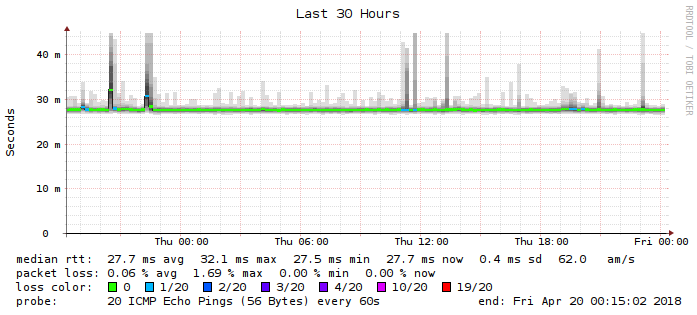 Last 30 Hours
RRDTOOL / TOBI OETIKER
Seconds
40 m
30 m
20 m
10 m
0
Thu 00:00 Thu 06:00 Thu 12:00 Thu 18:00 Fri 00:00
median rtt: 27.7 ms avg 32.1 ms max 27.5 ms min 27.7 ms now 0.4 ms sd 62.0 am/s
packet loss: 0.06 % avg 1.69 % max 0.00 % min 0.00 % now
loss color: 0 1/20 2/20 3/20 4/20 10/20 19/20
probe: 20 ICMP Echo Pings (56 Bytes) every 60s end: Fri Apr 20 00:15:02 2018